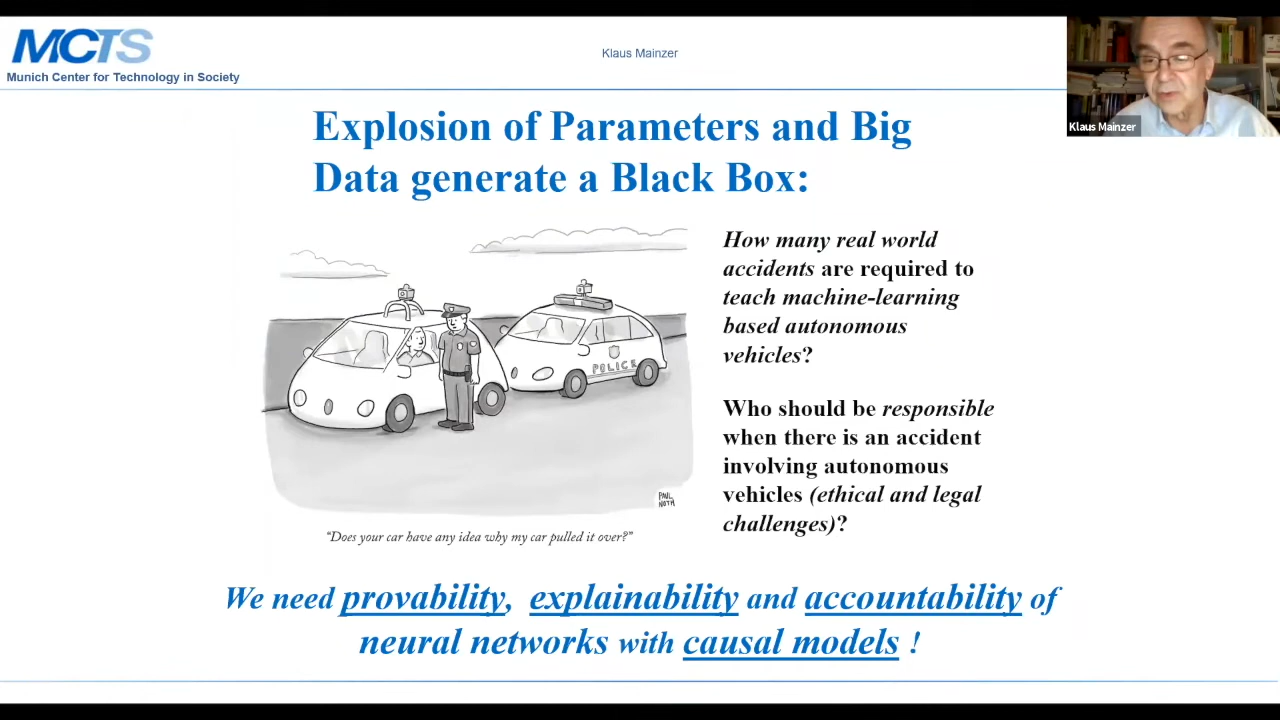 MCTS
Munich Center for Technology in Society
Klaus Mainzer
Klaus Mainzer
Explosion of Parameters and Big
Data generate a Black Box:
POLICE
PAUL
NOTH
"Does your car have any idea why my car pulled it over?"
How many real world
accidents are required to
teach machine-learning
based autonomous
vehicles?
Who should be responsible
when there is an accident
involving autonomous
vehicles (ethical and legal
challenges)?
We need provability, explainability and accountability of
neural networks with causal models !